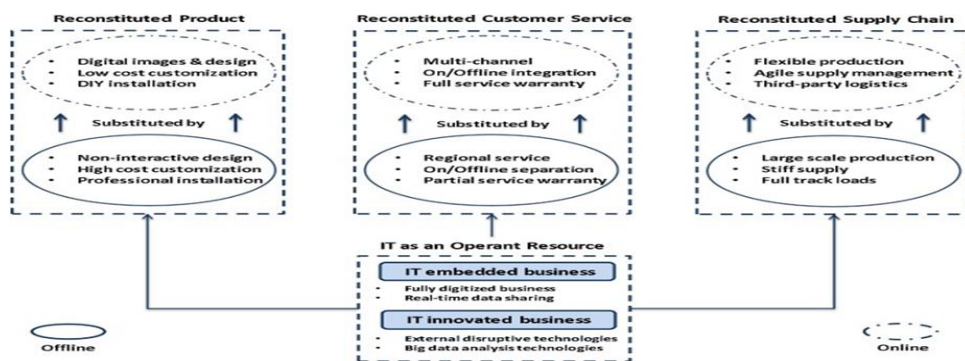 Reconstituted Product
Digital images & design
Low cost customization
DIY installation
Substituted by
Non-interactive design
High cost customization
Professional installation
Reconstituted Customer Service
Multi-channel
On/Offline integration
Full service warranty
Substituted by
Regional service
On/Offline separation
Partial service warranty
Reconstituted Supply Chain
Flexible production
Agile supply management
Third-party logistics
Substituted by
Large scale production
Stiff supply
Full track loads
IT as an Operant Resource
IT embedded business
Fully digitized business
Real-time data sharing
IT innovated business
External disruptive technologies
Big data analysis technologies
Offline
Online